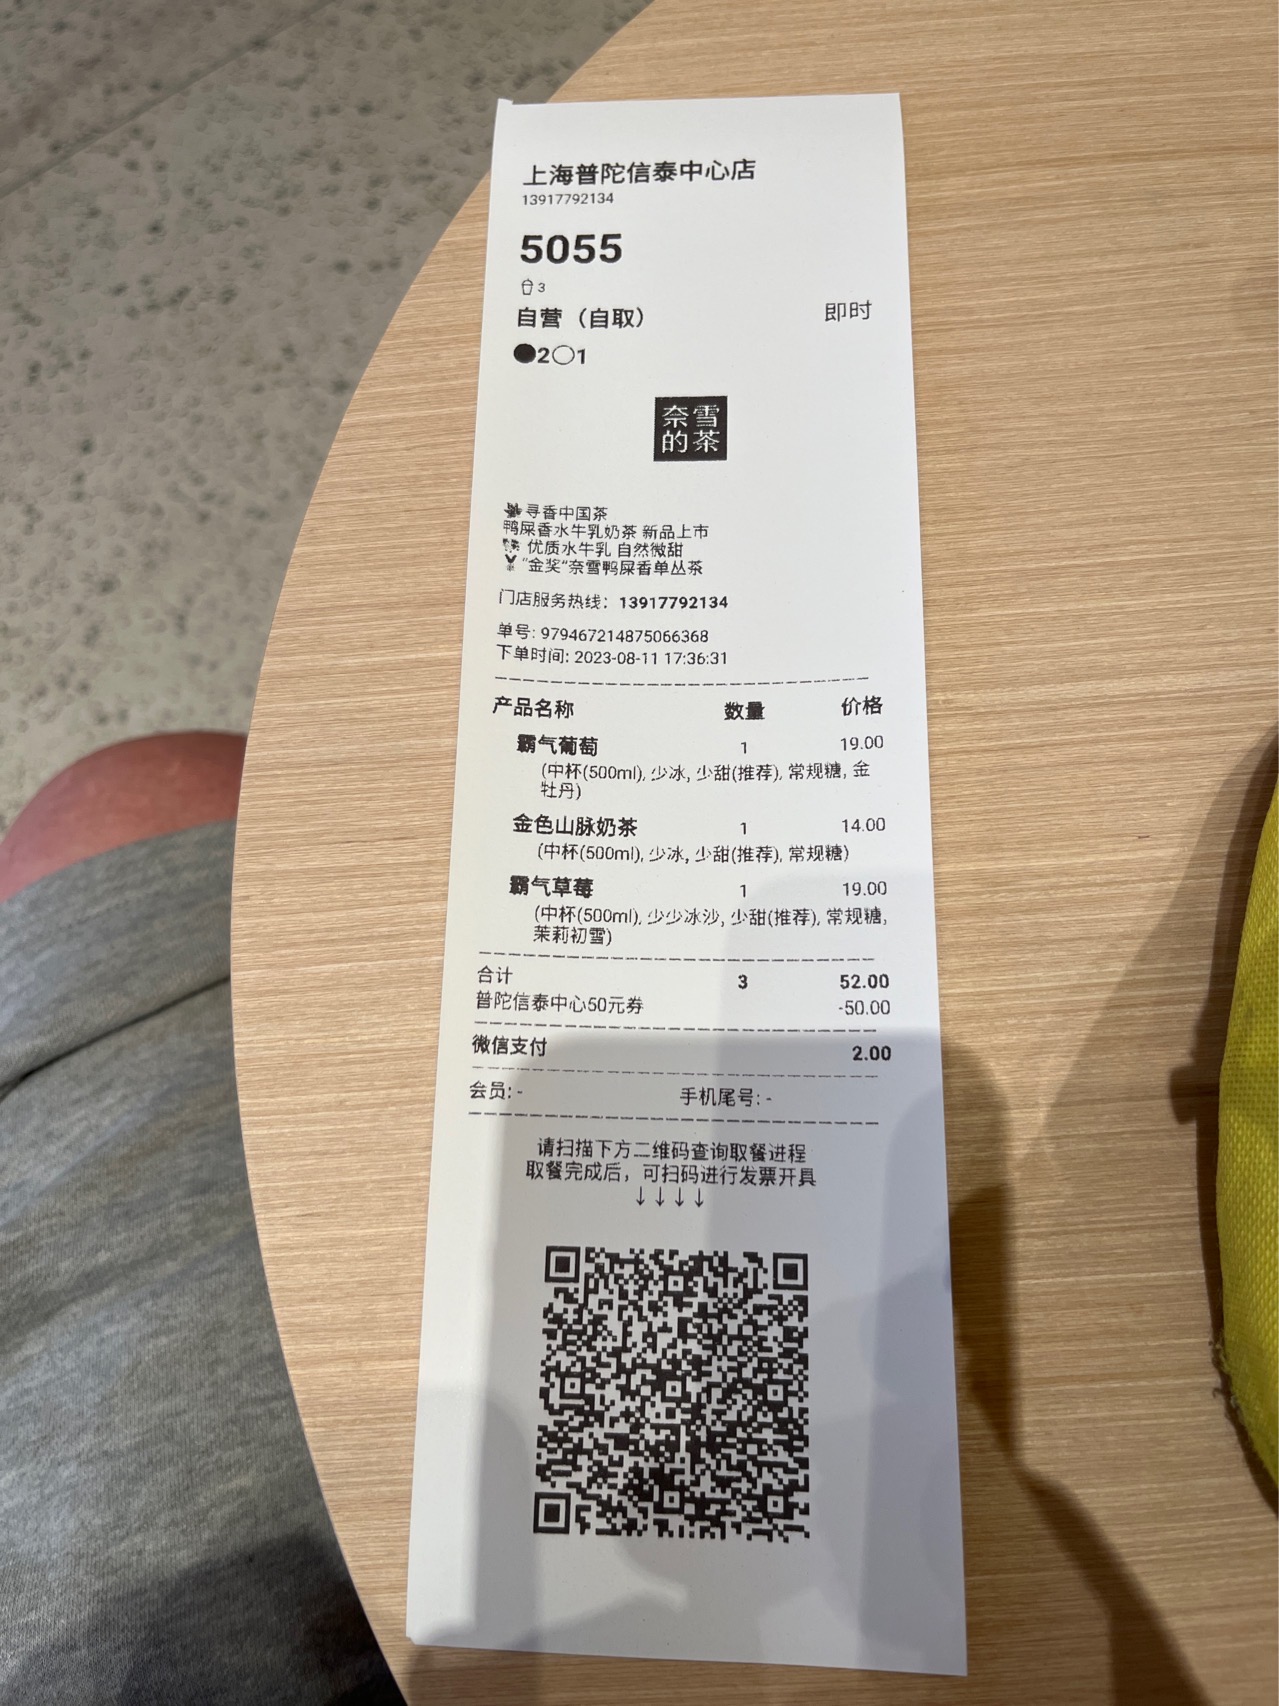 上海普陀信泰中心店
13917792134
5055
3
自营（自取） 即时
●2○1
奈雪
的茶
寻香中国茶
鸭屎香水牛乳奶茶 新品上市
优质水牛乳 自然微甜
“金奖”奈雪鸭屎香单丛茶
门店服务热线：13917792134
单号: 979467214875066368
下单时间: 2023-08-11 17:36:31
产品名称 数量 价格
霸气葡萄 1 19.00
(中杯(500ml), 少冰, 少甜(推荐), 常规糖, 金
牡丹)
金色山脉奶茶 1 14.00
(中杯(500ml), 少冰, 少甜(推荐), 常规糖)
霸气草莓 1 19.00
(中杯(500ml), 少少冰沙, 少甜(推荐), 常规糖,
茉莉初雪)
合计 3 52.00
普陀信泰中心50元券 -50.00
微信支付 2.00
会员: - 手机尾号: -
请扫描下方二维码查询取餐进程
取餐完成后，可扫码进行发票开具
↓↓↓↓